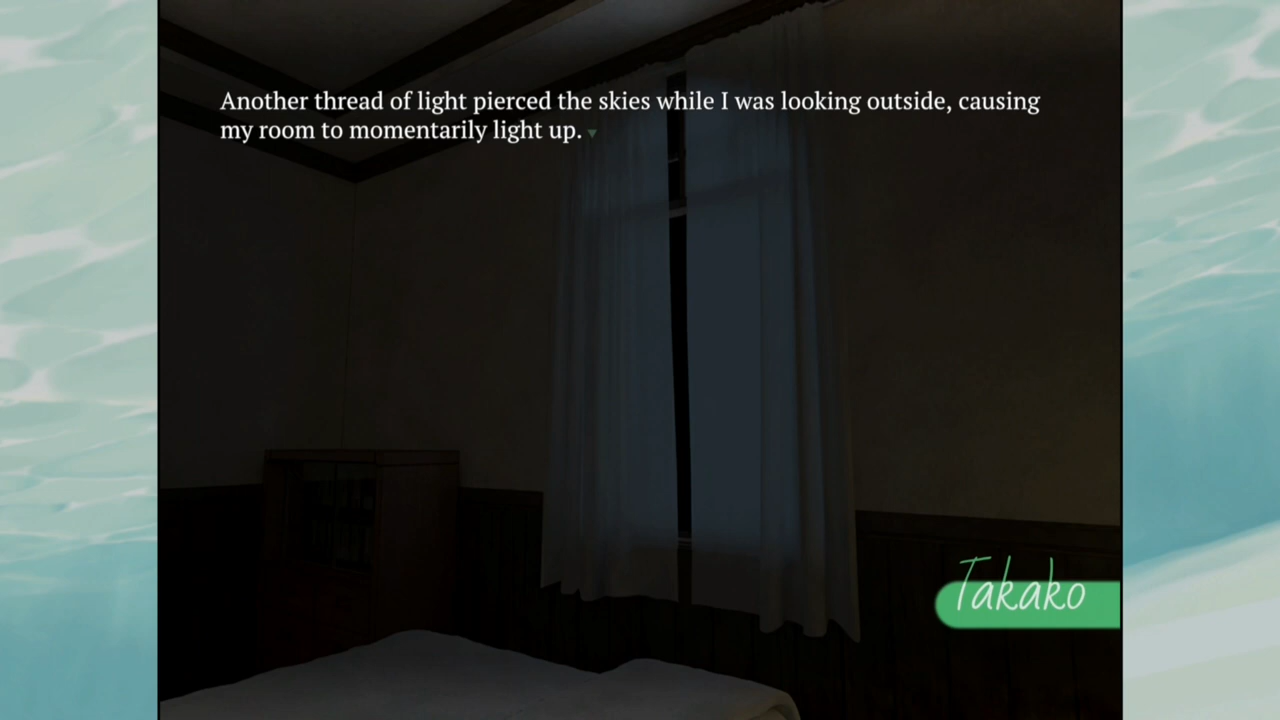 Another thread of light pierced the skies while I was looking outside, causing
my room to momentarily light up.
Takako